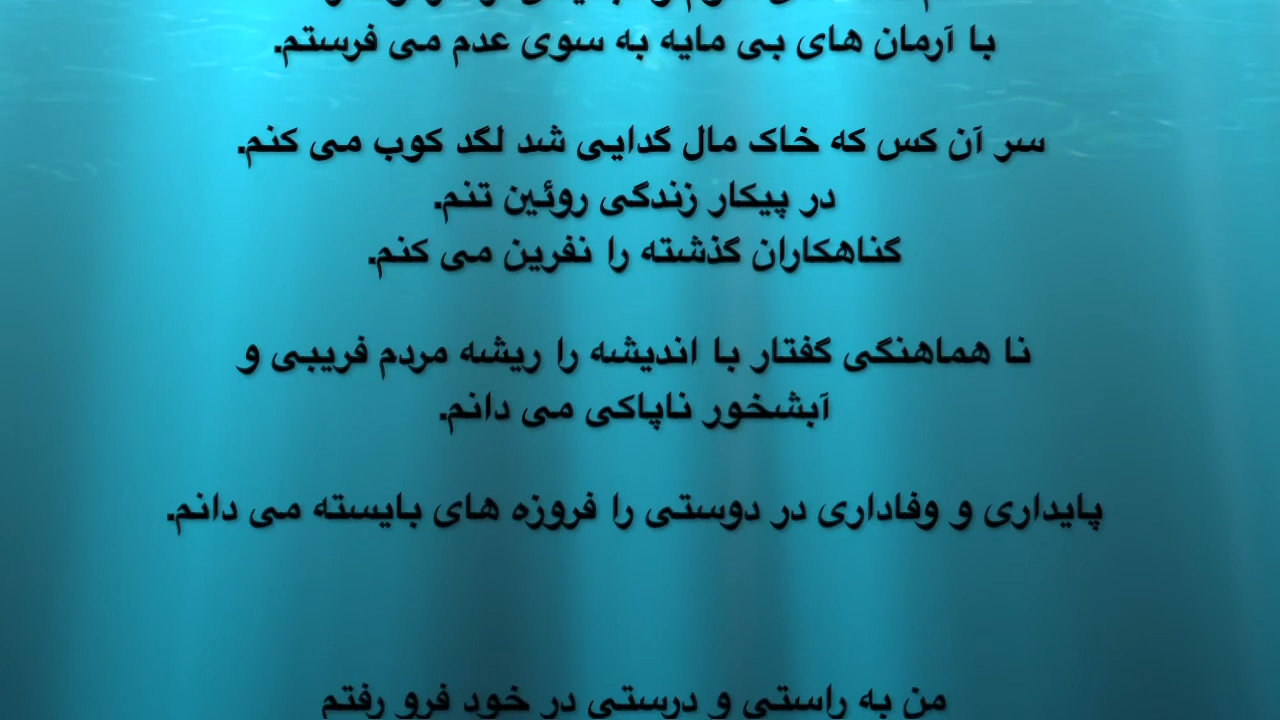 با آرمان های بی مایه به سوی عدم می فرستم.
سر آن کس که خاک مال گدایی شد لگد کوب می کنم.
در پیکار زندگی روئین تنم.
گناهکاران گذشته را نفرین می کنم.
نا هماهنگی گفتار با اندیشه را ریشه مردم فریبی و
آبشخور ناپاکی می دانم.
پایداری و وفاداری در دوستی را فروزه های بایسته می دانم.
من به راستی و درستی در خود فرو رفتم